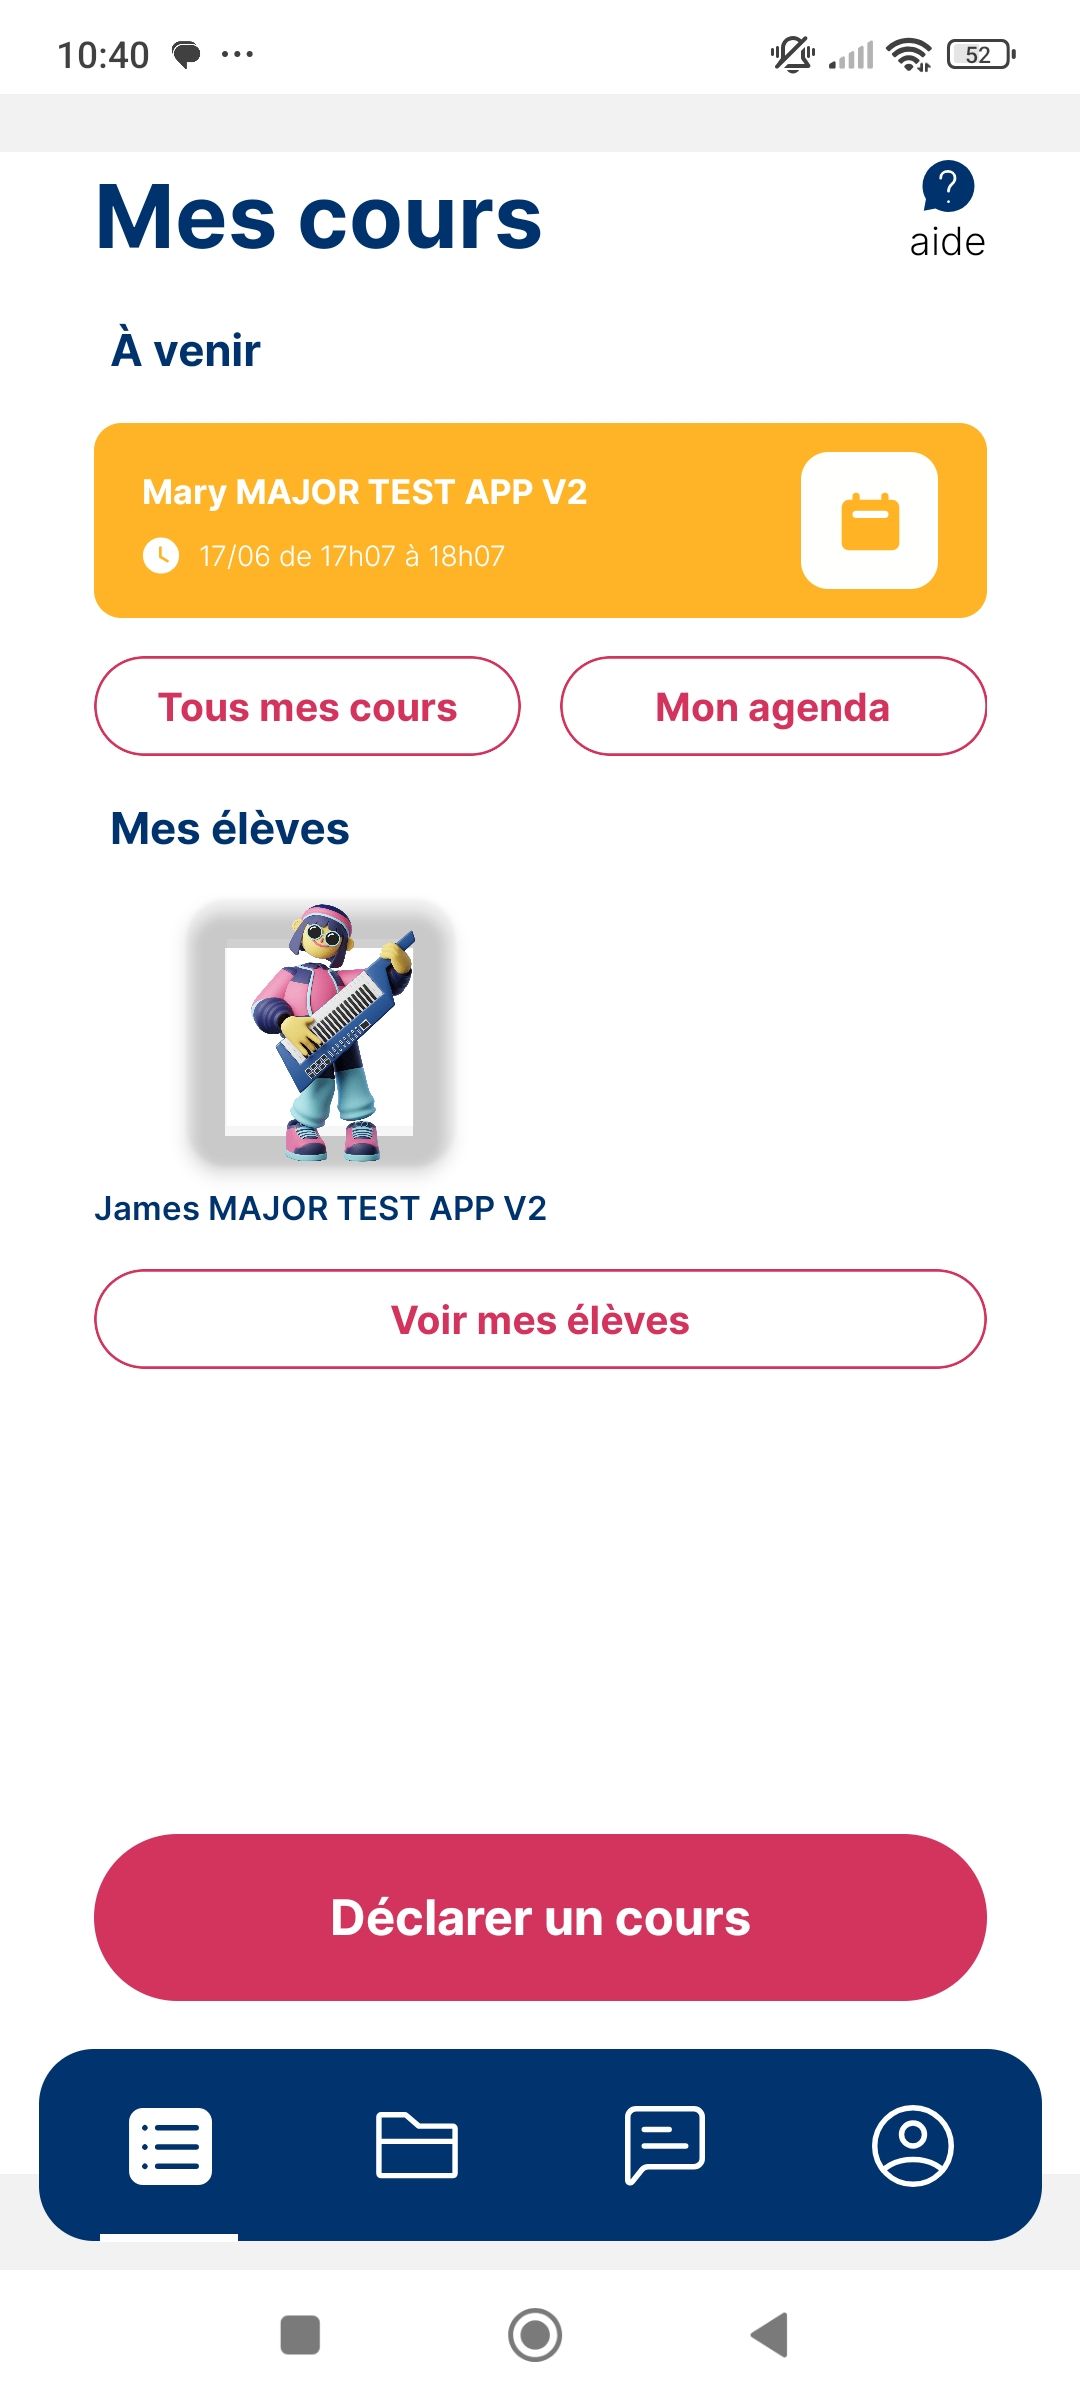 10:40
52
Mes cours
aide
À venir
Mary MAJOR TEST APP V2
17/06 de 17h07 à 18h07
Tous mes cours
Mon agenda
Mes élèves
James MAJOR TEST APP V2
Voir mes élèves
Déclarer un cours